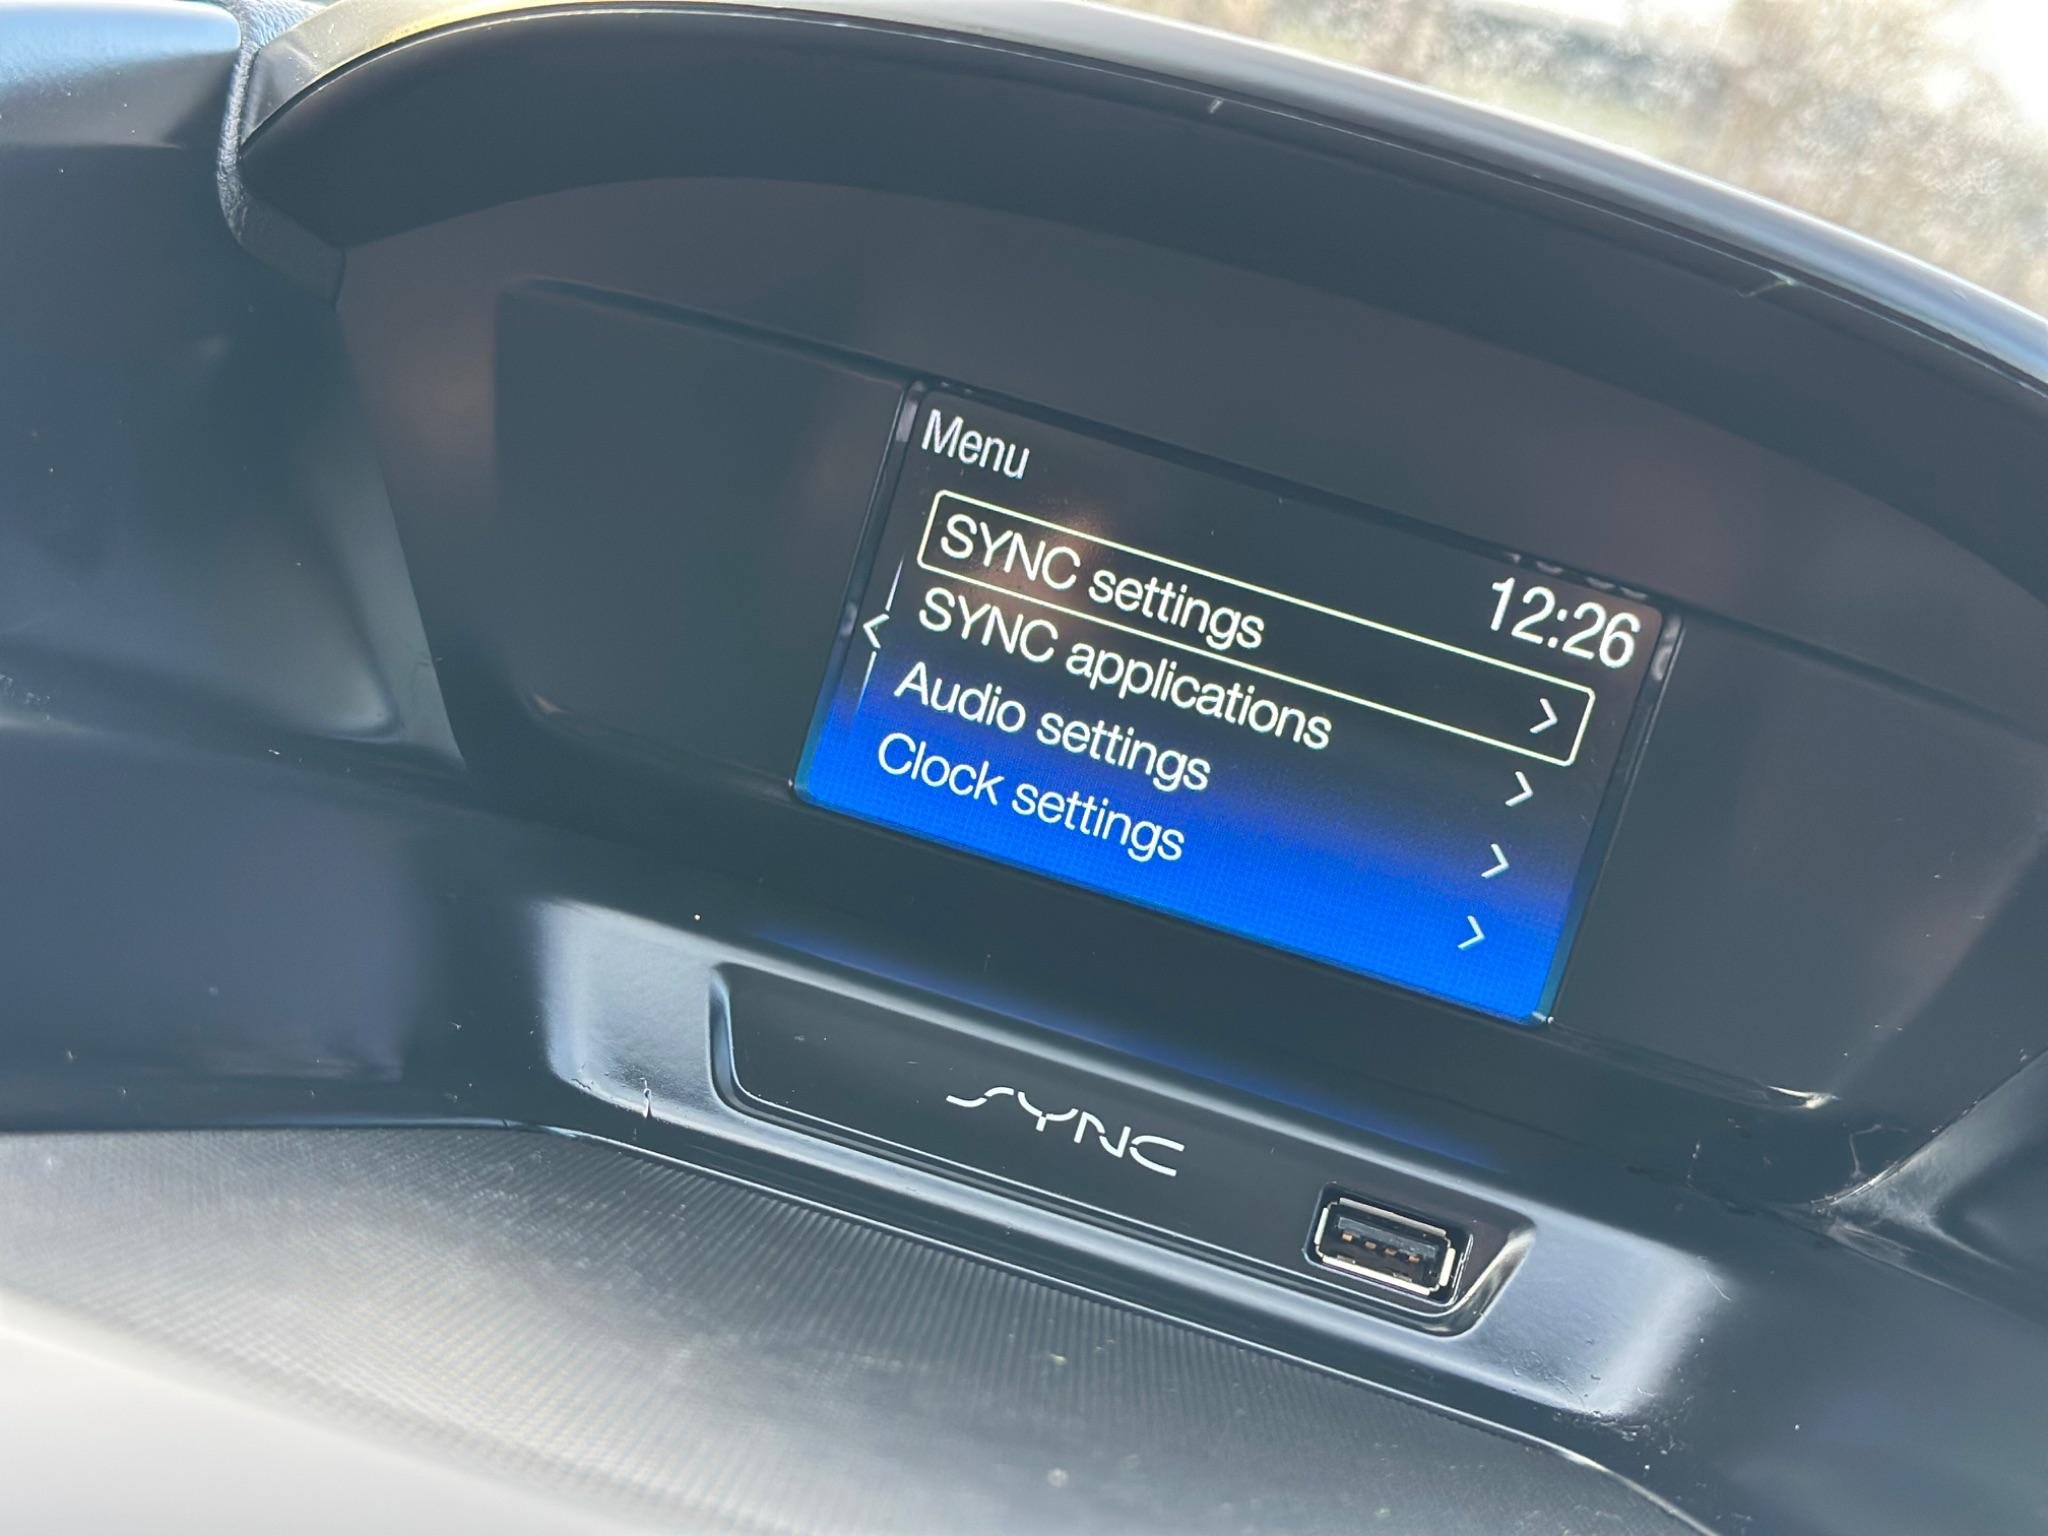 Menu
12:26
SYNC settings
SYNC applications
Audio settings
Clock settings
SYNC